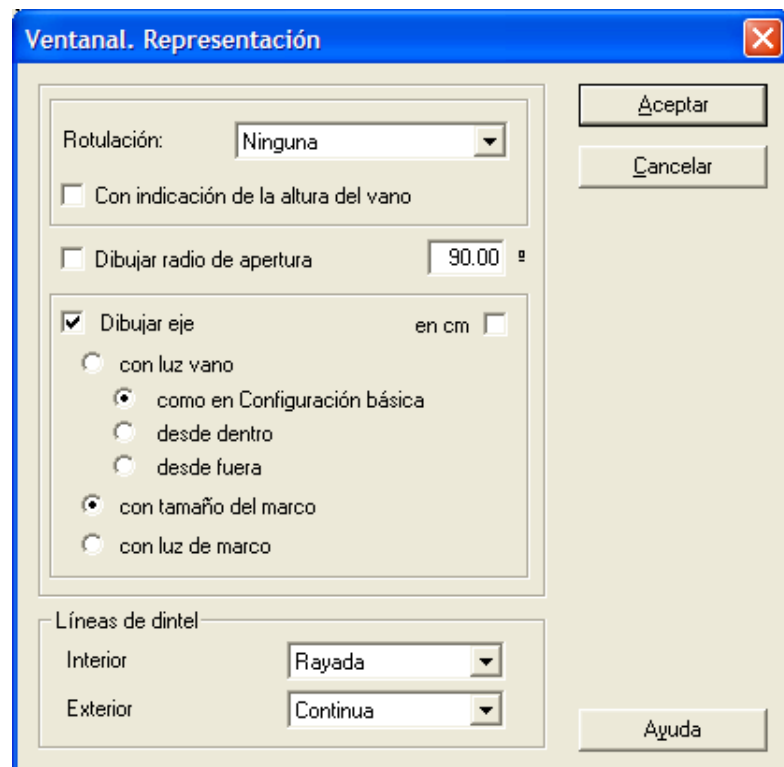 Ventanal. Representación
Rotulación: Ninguna
Con indicación de la altura del vano
Dibujar radio de apertura 90.00 º
Dibujar eje en cm
con luz vano
como en Configuración básica
desde dentro
desde fuera
con tamaño del marco
con luz de marco
Líneas de dintel
Interior Rayada
Exterior Continua
Aceptar
Cancelar
Ayuda